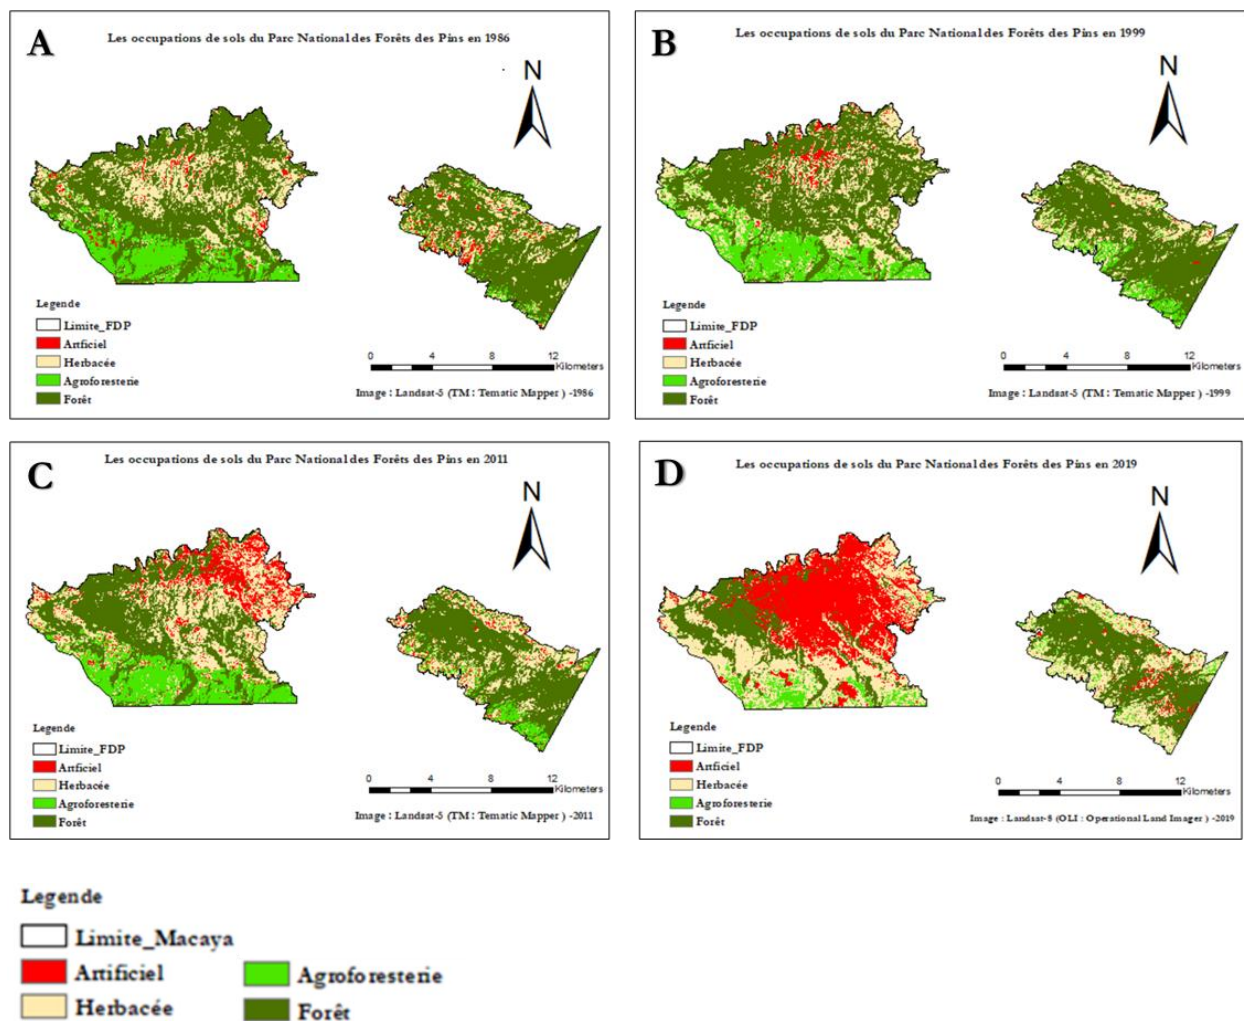 A
Les occupations de sols du Parc National des Forêts des Pins en 1986
N
Legende
Limite_FDP
Artficiel
Herbacée
Agroforesterie
Forêt
0 4 8 12
Kilometers
Image : Landsat-5 (TM : Tematic Mapper ) -1986
B
Les occupations de sols du Parc National des Forêts des Pins en 1999
N
Legende
Limite_FDP
Artficiel
Herbacée
Agroforesterie
Forêt
0 4 8 12
Kilometers
Image : Landsat-5 (TM : Tematic Mapper ) -1999
C
Les occupations de sols du Parc National des Forêts des Pins en 2011
N
Legende
Limite_FDP
Artficiel
Herbacée
Agroforesterie
Forêt
0 4 8 12
Kilometers
Image : Landsat-5 (TM : Tematic Mapper ) -2011
D
Les occupations de sols du Parc National des Forêts des Pins en 2019
N
Legende
Limite_FDP
Artficiel
Herbacée
Agroforesterie
Forêt
0 4 8 12
Kilometers
Image : Landsat-8 (OLI : Operational Land Imager ) -2019
Legende
Limite_Macaya
Artificiel
Agroforesterie
Herbacée
Forêt